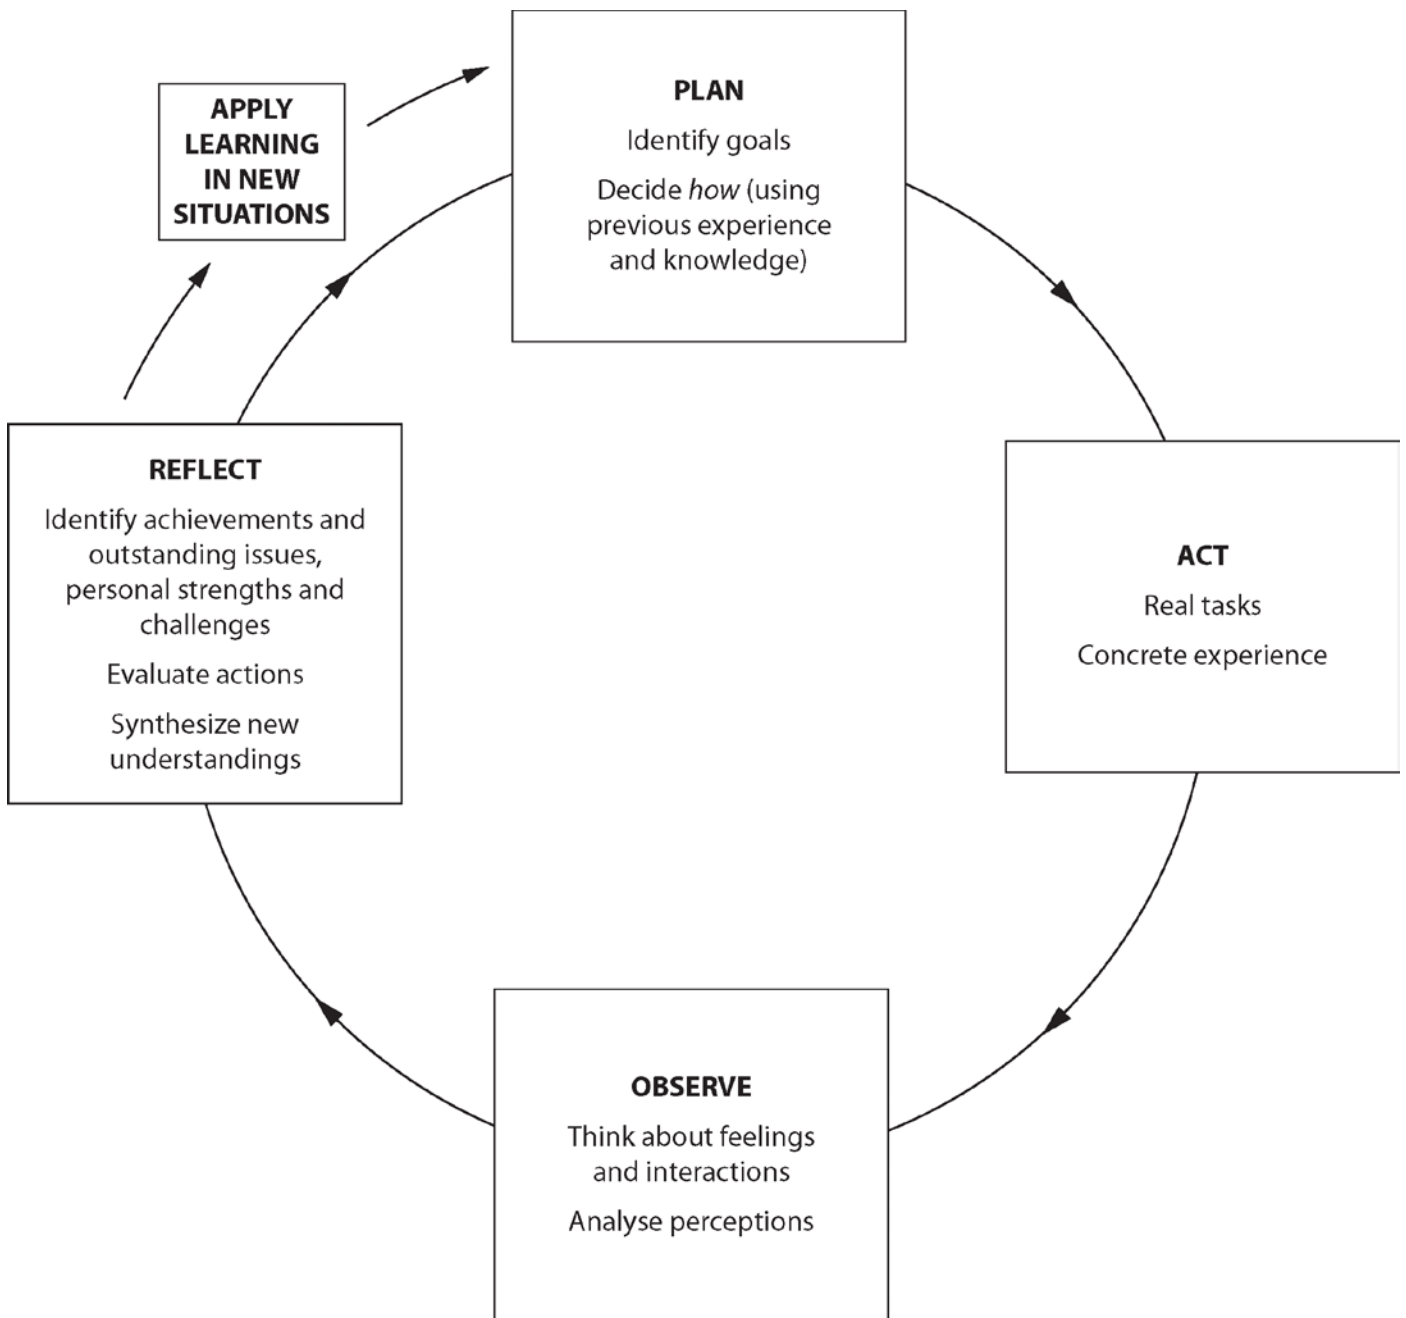 PLAN
Identify goals
Decide how (using
previous experience
and knowledge)
APPLY
LEARNING
IN NEW
SITUATIONS
REFLECT
Identify achievements and
outstanding issues,
personal strengths and
challenges
Evaluate actions
Synthesize new
understandings
ACT
Real tasks
Concrete experience
OBSERVE
Think about feelings
and interactions
Analyse perceptions